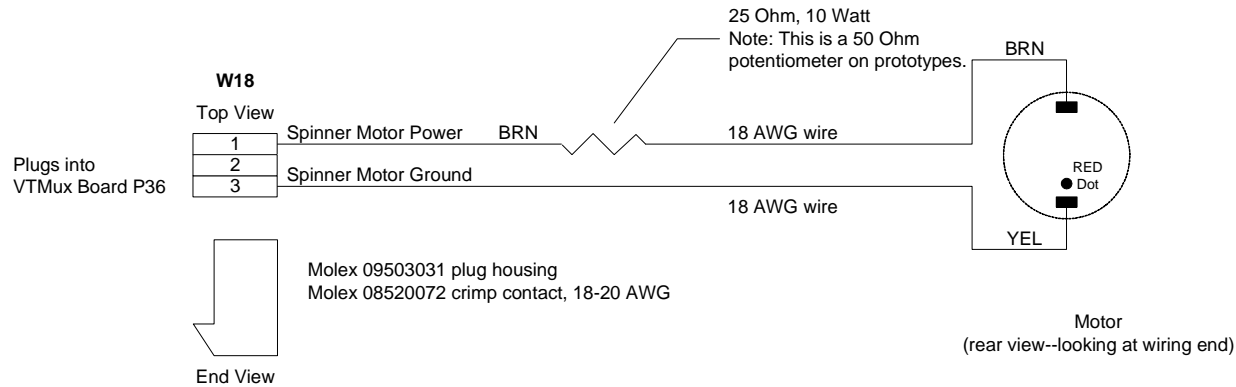 25 Ohm, 10 Watt
Note: This is a 50 Ohm
potentiometer on prototypes.
BRN
W18
Top View
1
Spinner Motor Power
BRN
18 AWG wire
2
Plugs into
VTMux Board P36
3
Spinner Motor Ground
RED
Dot
18 AWG wire
YEL
Molex 09503031 plug housing
Molex 08520072 crimp contact, 18-20 AWG
Motor
(rear view--looking at wiring end)
End View